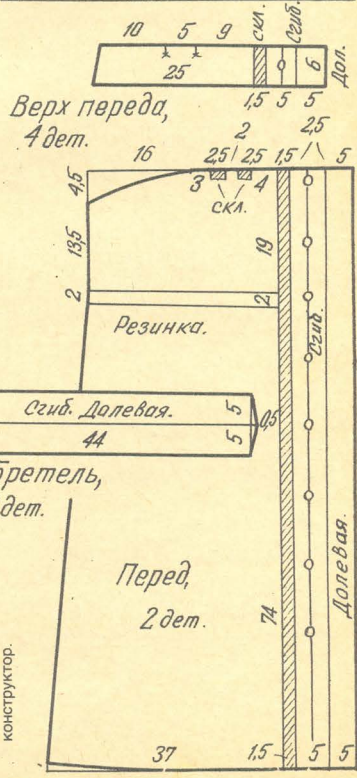 10 5 9 скл. Сгиб.
25 6 Дол.
1,5 5 5
Верх переда,
4 дет.
2
16 2,5 2,5 1,5 2,5 5
4,5 3 скл. 4
13,5 19
2 2
Резинка.
Сгиб.
Сгиб. Долевая. 5
44 5 0,5
бретель,
дет.
Перед,
2 дет.
74
Долевая.
конструктор.
37 1,5 5 5